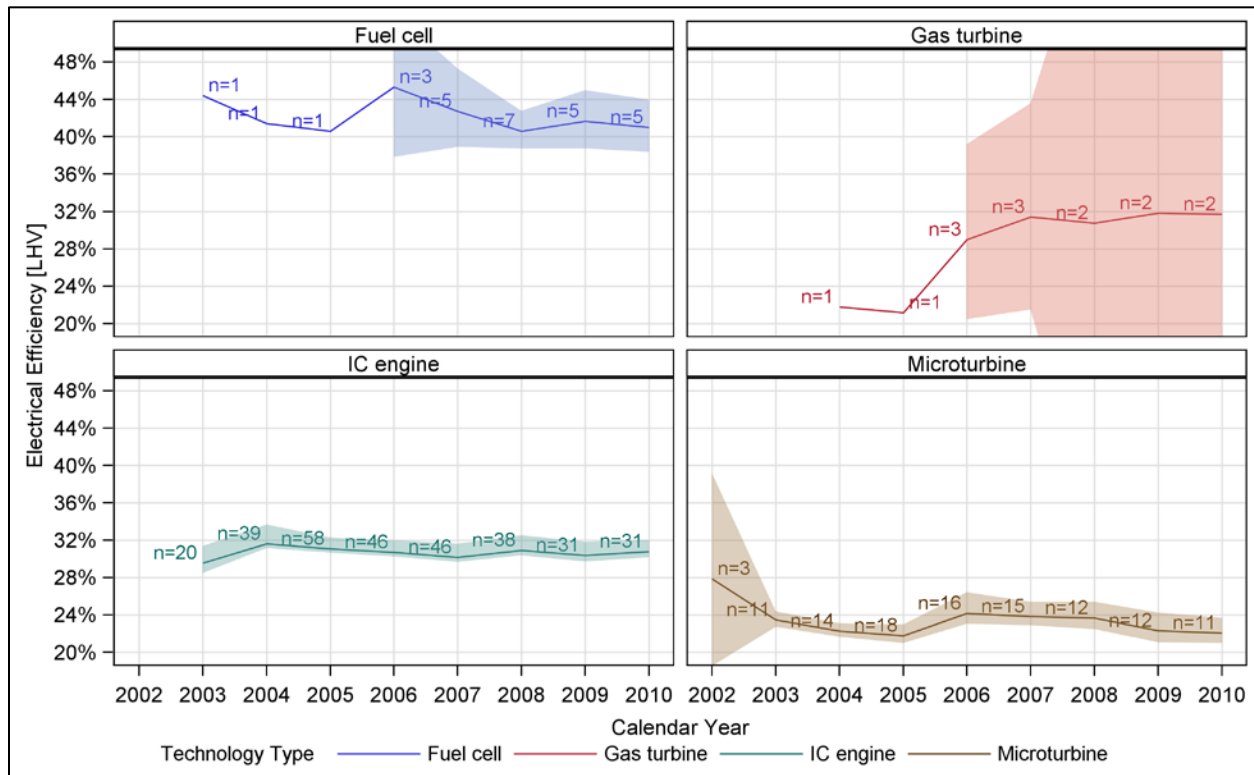 Fuel cell
Gas turbine
48%
44%
40%
36%
32%
28%
24%
20%
n=1
n=1
n=1
n=3
n=5
n=7
n=5
n=5
n=1
n=1
n=3
n=3
n=2
n=2
n=2
Electrical Efficiency [LHV]
IC engine
Microturbine
48%
44%
40%
36%
32%
28%
24%
20%
n=20
n=39
n=58
n=46
n=46
n=38
n=31
n=31
n=3
n=11
n=14
n=18
n=16
n=15
n=12
n=12
n=11
2002 2003 2004 2005 2006 2007 2008 2009 2010
2002 2003 2004 2005 2006 2007 2008 2009 2010
Calendar Year
Technology Type Fuel cell Gas turbine IC engine Microturbine